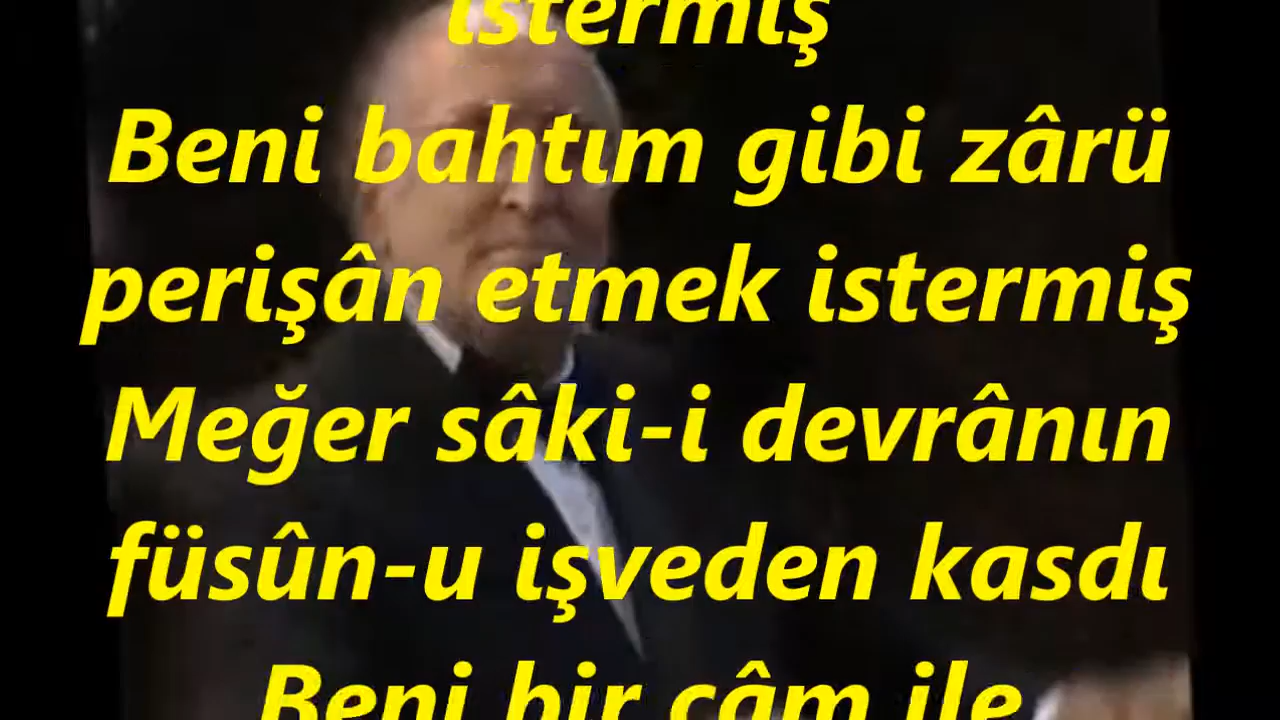 istermiş
Beni bahtım gibi zârü
perişân etmek istermiş
Meğer sâki-i devrânın
füsûn-u işveden kasdı
Beni bir câm ile